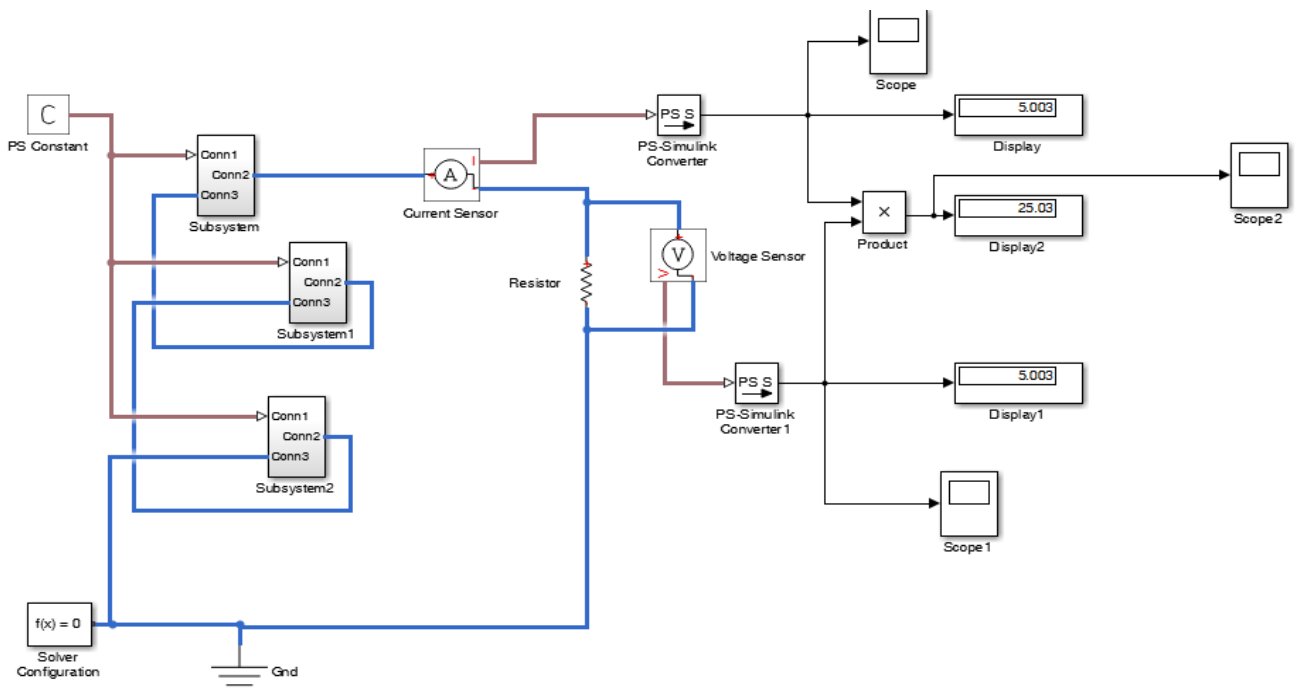 Scope
C
PS Constant
PS S
PS-Simulink
Converter
5.003
Display
Conn1
Conn2
Conn3
Subsystem
I
A
Current Sensor
×
Product
25.03
Display2
Scope2
Conn1
Conn2
Conn3
Subsystem1
Resistor
V
V
Voltage Sensor
PS S
PS-Simulink
Converter1
5.003
Display1
Conn1
Conn2
Conn3
Subsystem2
Scope1
f(x) = 0
Solver
Configuration
Gnd